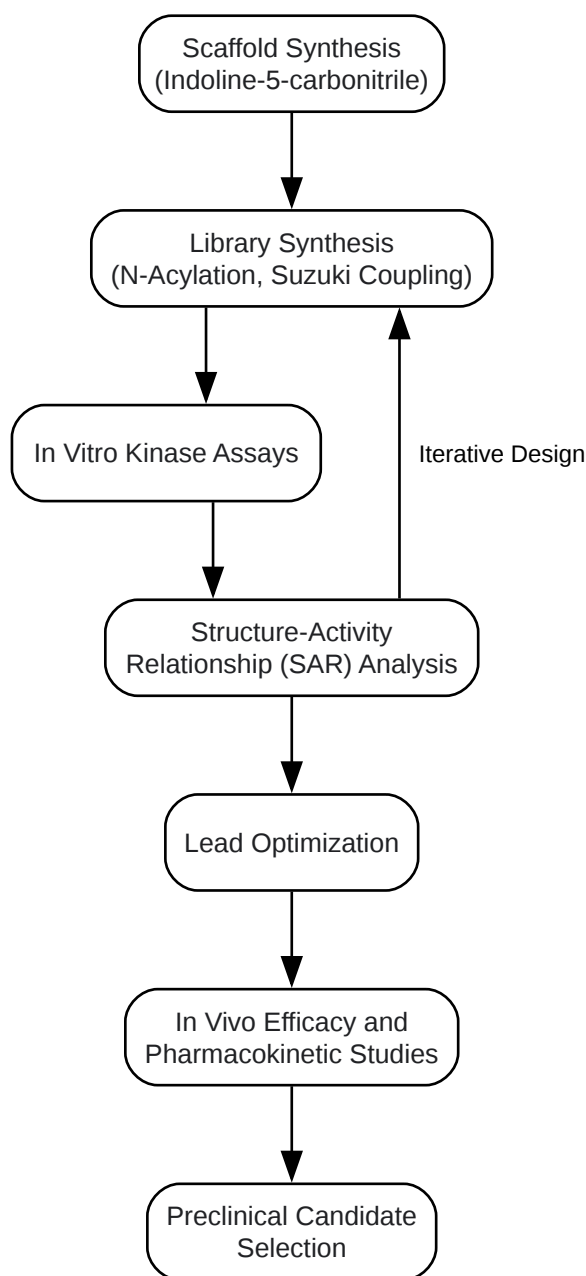 Scaffold Synthesis
(Indoline-5-carbonitrile)
Library Synthesis
(N-Acylation, Suzuki Coupling)
In Vitro Kinase Assays
Iterative Design
Structure-Activity
Relationship (SAR) Analysis
Lead Optimization
In Vivo Efficacy and
Pharmacokinetic Studies
Preclinical Candidate
Selection